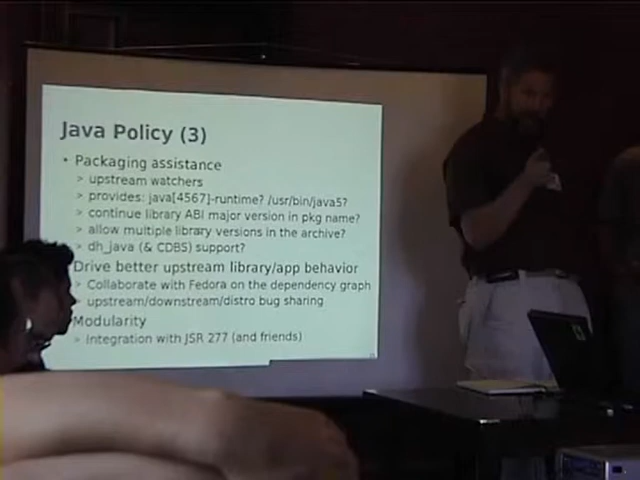 Java Policy (3)
• Packaging assistance
> upstream watchers
> provides: java[4567]-runtime? /usr/bin/java5?
> continue library ABI major version in pkg name?
> allow multiple library versions in the archive?
> dh_java (& CDBS) support?
Drive better upstream library/app behavior
> Collaborate with Fedora on the dependency graph
> upstream/downstream/distro bug sharing
Modularity
> Integration with JSR 277 (and friends)